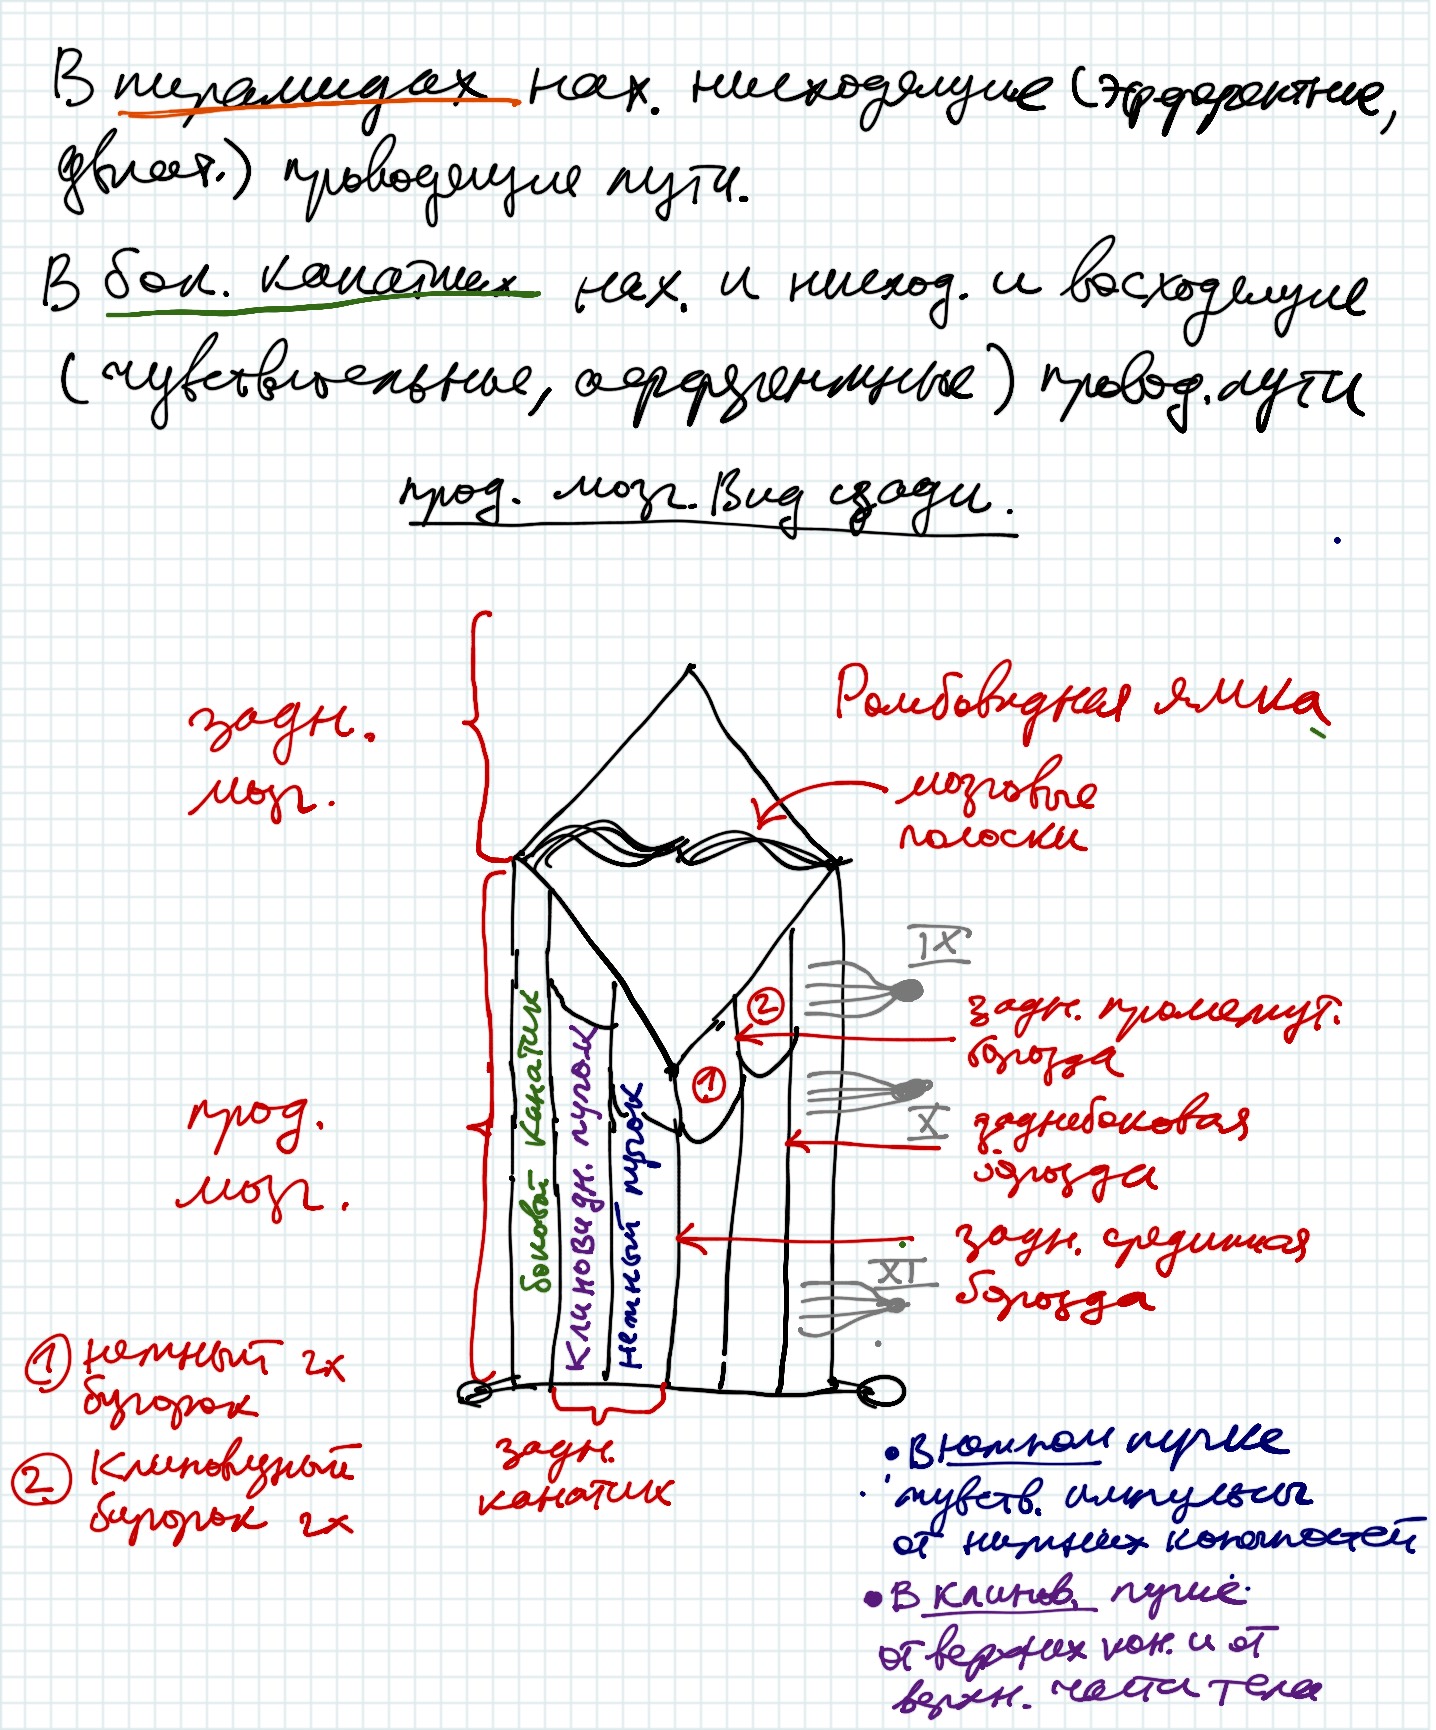 В пирамидах нах. нисходящие (эфферентные,
двигат.) проводящие пути.
В бок. канатиках нах. и нисход. и восходящие
(чувствительные, афферентные) провод. пути
прод. мозг. Вид сзади.
задн.
мозг.
Ромбовидная ямка
мозговые
полоски
IX
задн. промежут.
борозда
X
заднебоковая
борозда
задн. срединная
борозда
XI
прод.
мозг.
боковой канатик
Клиновидн. пучок
нежный пучок
1
2
① нежный 2х
бугорок
② Клиновидный
бугорок 2х
задн.
канатик
• В нежном пучке
чувств. импульсы
от нижних конечностей
• В клинов. пучке
от верхних кон. и от
верхн. части тела